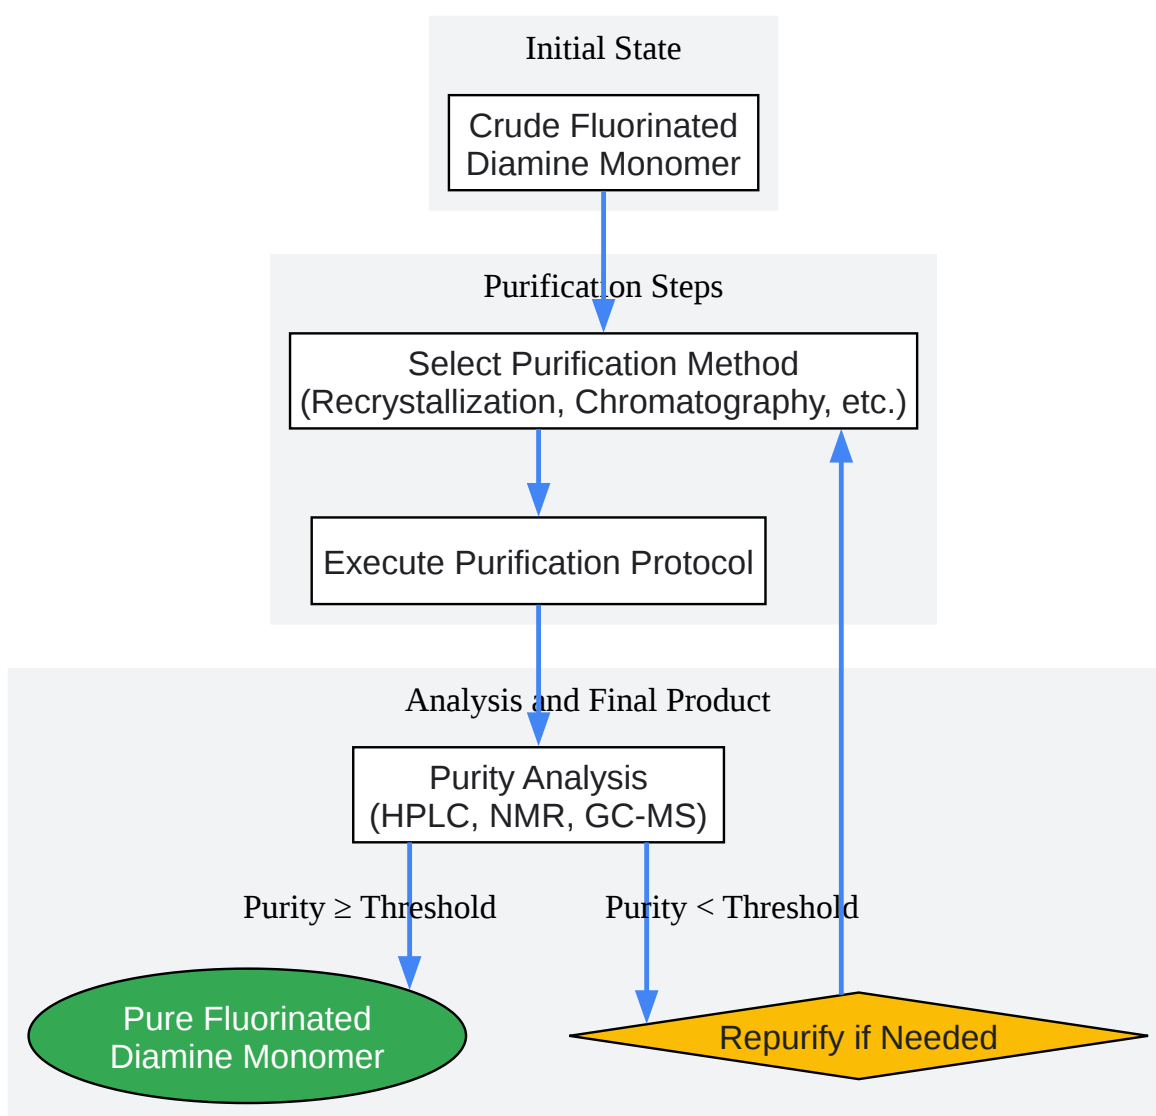 Initial State
Crude Fluorinated
Diamine Monomer
Purification Steps
Select Purification Method
(Recrystallization, Chromatography, etc.)
Execute Purification Protocol
Analysis and Final Product
Purity Analysis
(HPLC, NMR, GC-MS)
Purity ≥ Threshold
Purity < Threshold
Pure Fluorinated
Diamine Monomer
Repurify if Needed